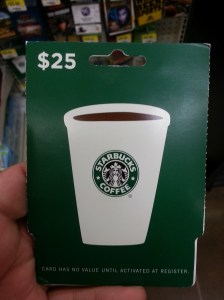 $25
STARBUCKS
COFFEE
®
CARD HAS NO VALUE UNTIL ACTIVATED AT REGISTER.